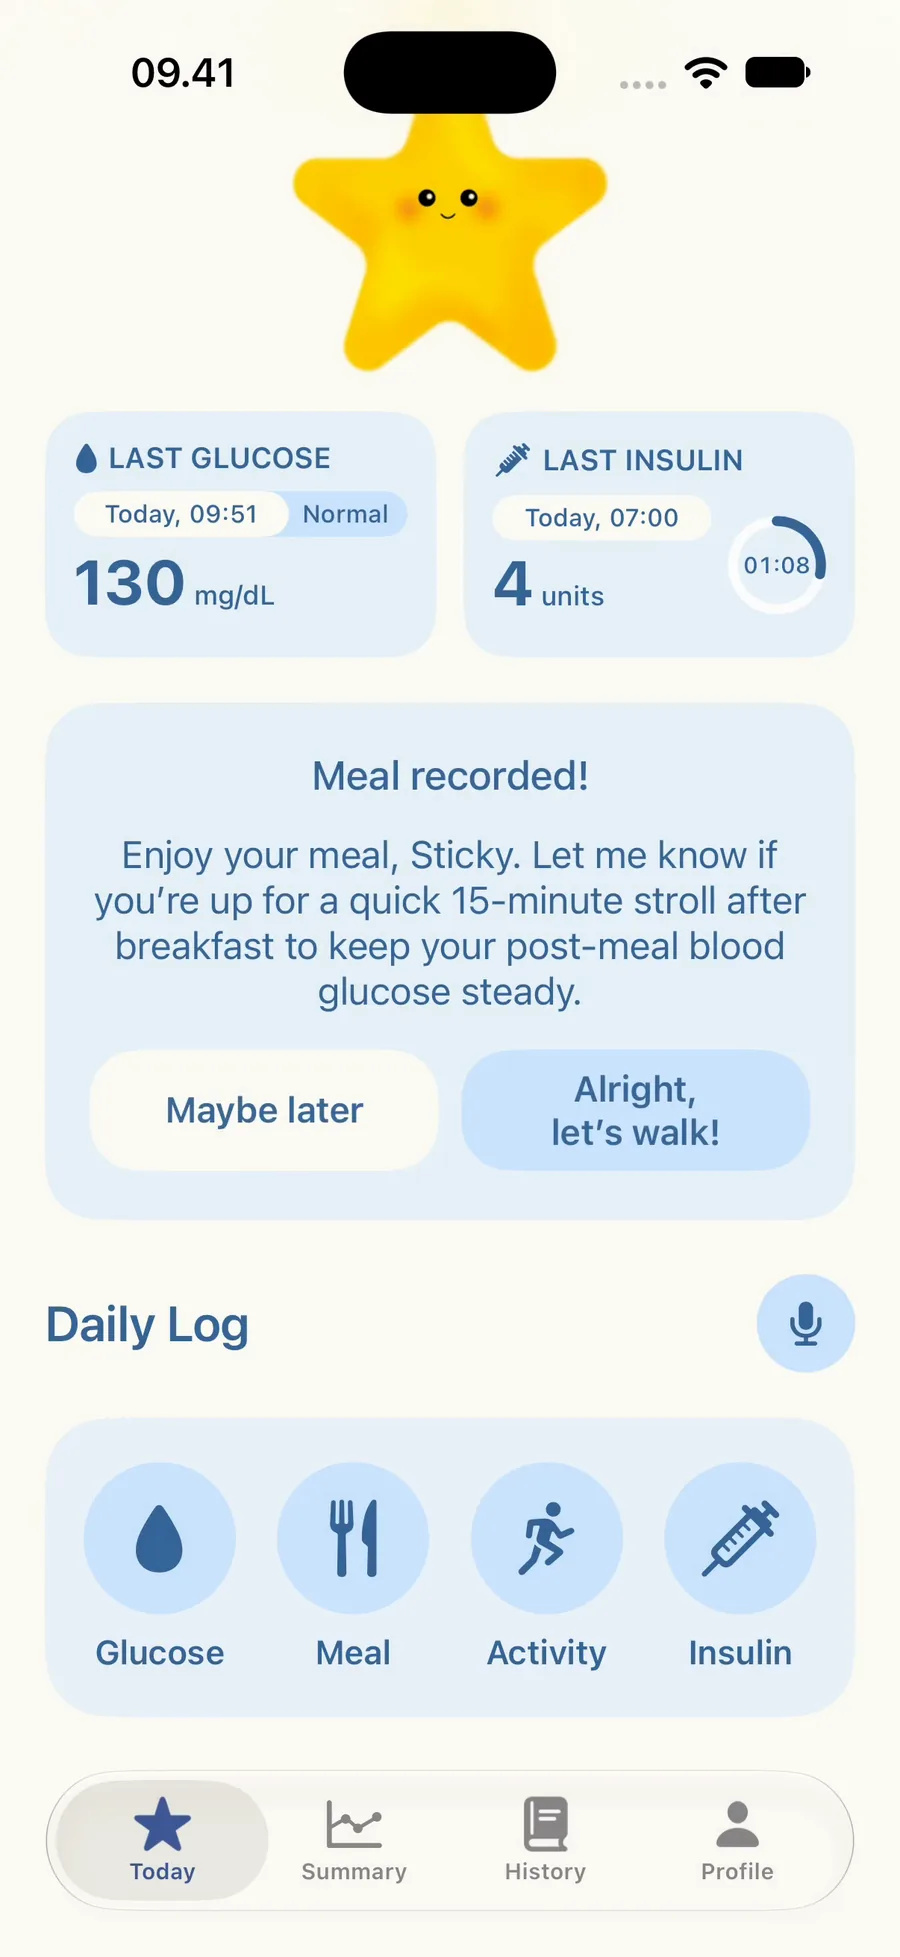 09.41
LAST GLUCOSE
Today, 09:51 Normal
130 mg/dL
LAST INSULIN
Today, 07:00
4 units
01:08
Meal recorded!
Enjoy your meal, Sticky. Let me know if
you’re up for a quick 15-minute stroll after
breakfast to keep your post-meal blood
glucose steady.
Maybe later
Alright,
let’s walk!
Daily Log
Glucose
Meal
Activity
Insulin
Today
Summary
History
Profile